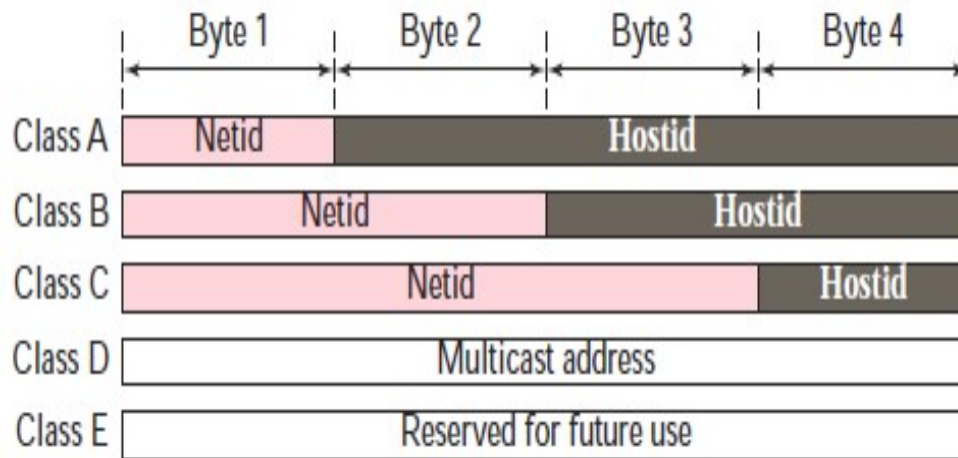 Byte 1 Byte 2 Byte 3 Byte 4
Class A Netid Hostid
Class B Netid Hostid
Class C Netid Hostid
Class D Multicast address
Class E Reserved for future use